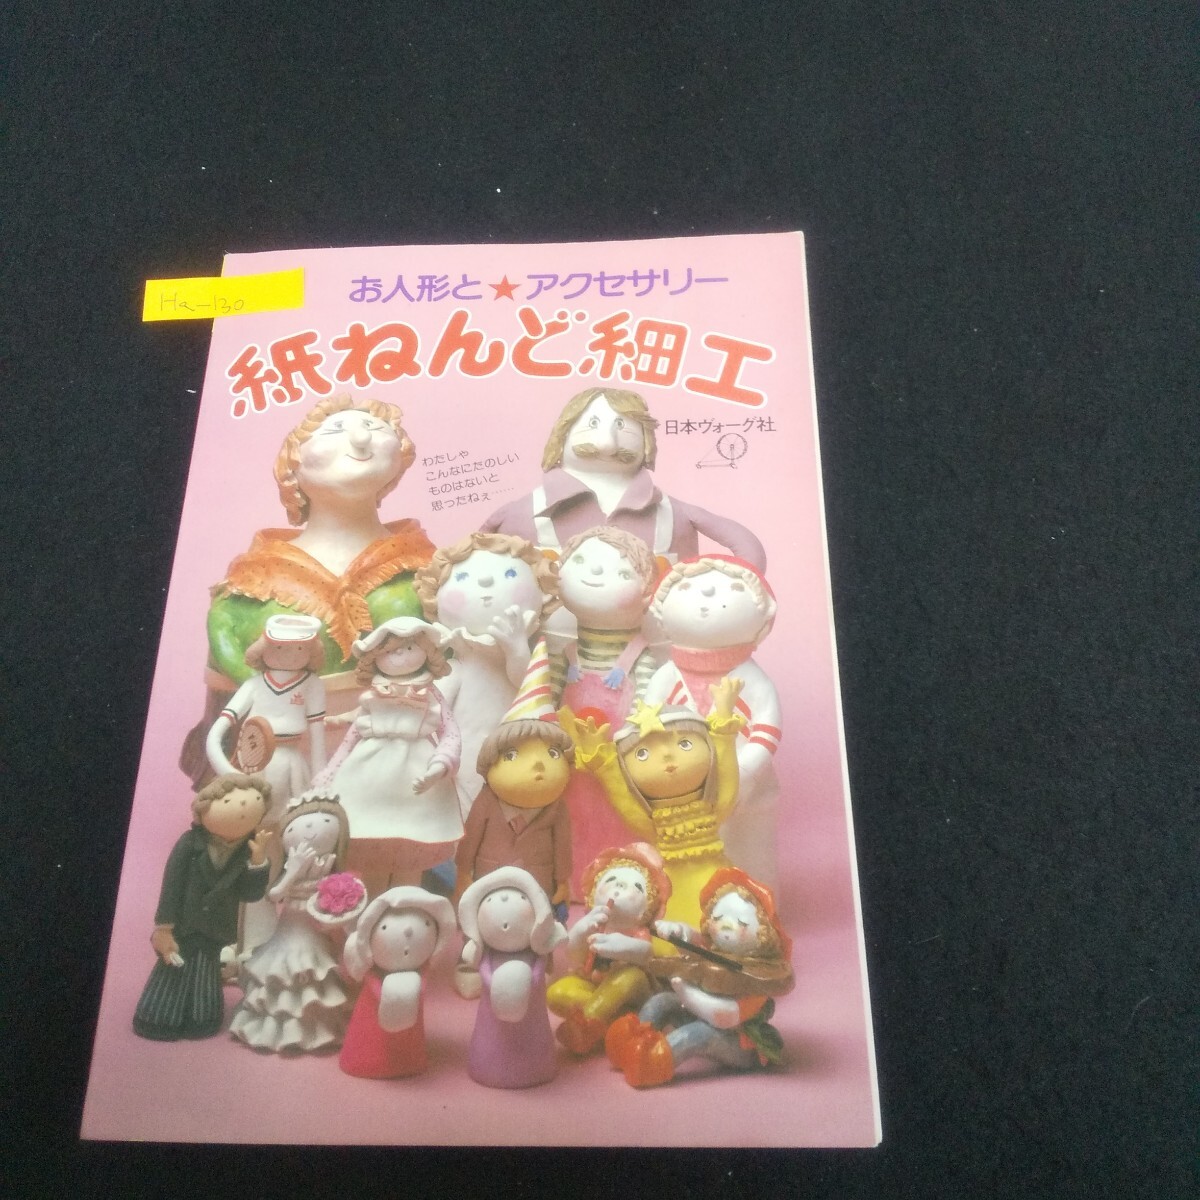 Ha-130
お人形と★アクセサリー
紙ねんど細工
日本ヴォーグ社
わたしゃ
こんなにたのしい
ものはないと
思ったねぇ……